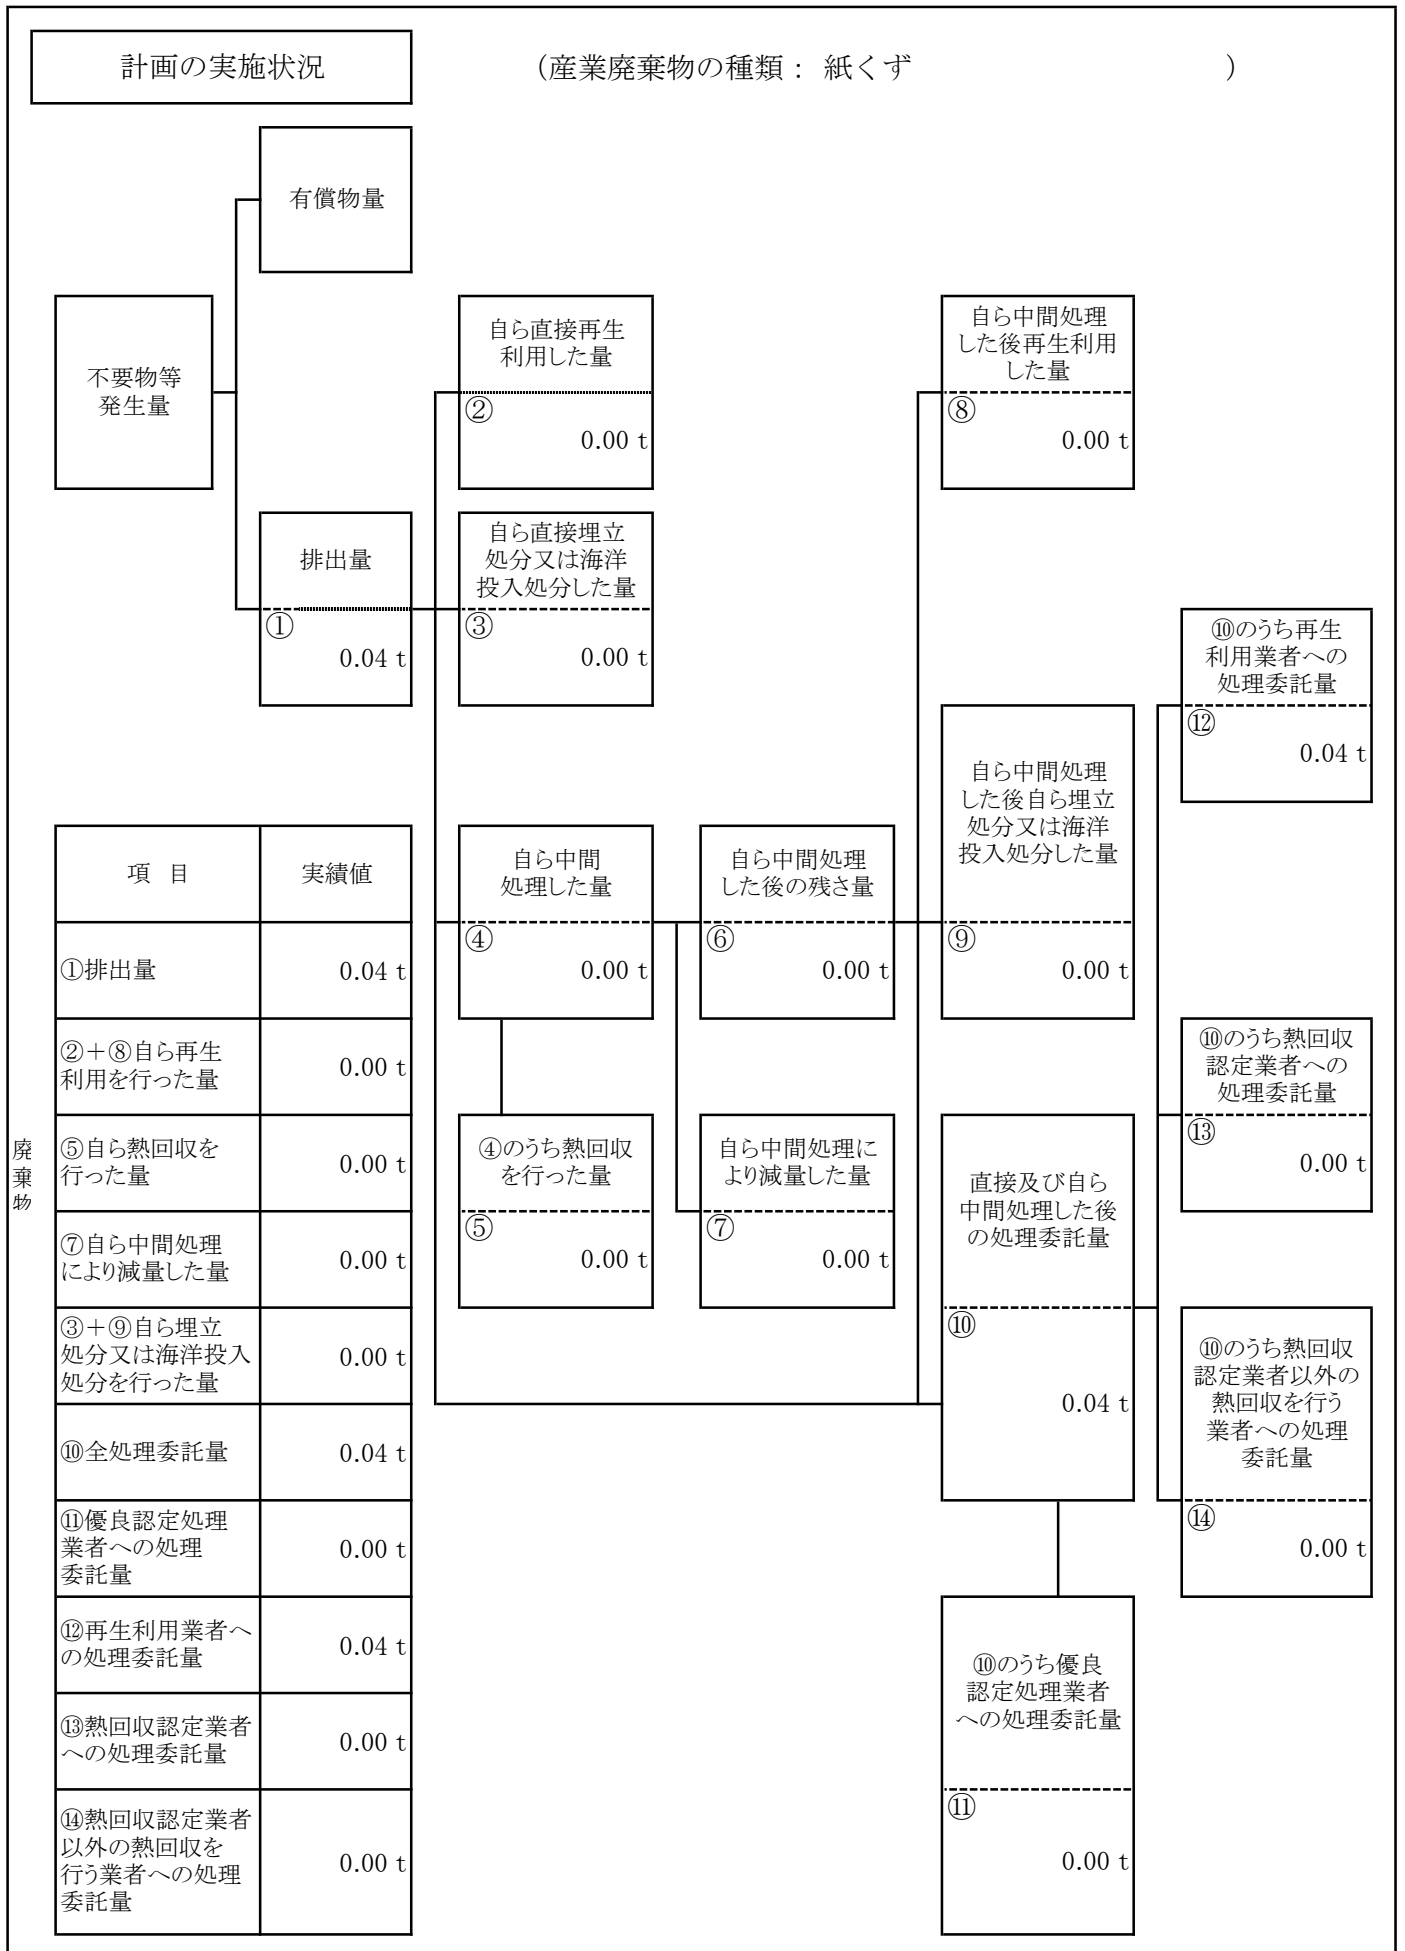 計画の実施状況
（産業廃棄物の種類： 紙くず ）
有償物量
不要物等
発生量
自ら直接再生
利用した量
②
0.00 t
自ら中間処理
した後再生利用
した量
⑧
0.00 t
排出量
①
0.04 t
自ら直接埋立
処分又は海洋
投入処分した量
③
0.00 t
⑩のうち再生
利用業者への
処理委託量
⑫
0.04 t
自ら中間処理
した後自ら埋立
処分又は海洋
投入処分した量
⑨
0.00 t
自ら中間
処理した量
④
0.00 t
自ら中間処理
した後の残さ量
⑥
0.00 t
⑩のうち熱回収
認定業者への
処理委託量
⑬
0.00 t
④のうち熱回収
を行った量
⑤
0.00 t
自ら中間処理に
より減量した量
⑦
0.00 t
直接及び自ら
中間処理した後
の処理委託量
⑩
0.04 t
⑩のうち熱回収
認定業者以外の
熱回収を行う
業者への処理
委託量
⑭
0.00 t
⑩のうち優良
認定処理業者
への処理委託量
⑪
0.00 t
項 目 実績値
①排出量 0.04 t
②＋⑧自ら再生
利用を行った量
0.00 t
⑤自ら熱回収を
行った量
0.00 t
⑦自ら中間処理
により減量した量
0.00 t
③＋⑨自ら埋立
処分又は海洋投入
処分を行った量
0.00 t
⑩全処理委託量 0.04 t
⑪優良認定処理
業者への処理
委託量
0.00 t
⑫再生利用業者へ
の処理委託量
0.04 t
⑬熱回収認定業者
への処理委託量
0.00 t
⑭熱回収認定業者
以外の熱回収を
行う業者への処理
委託量
0.00 t
廃
棄
物